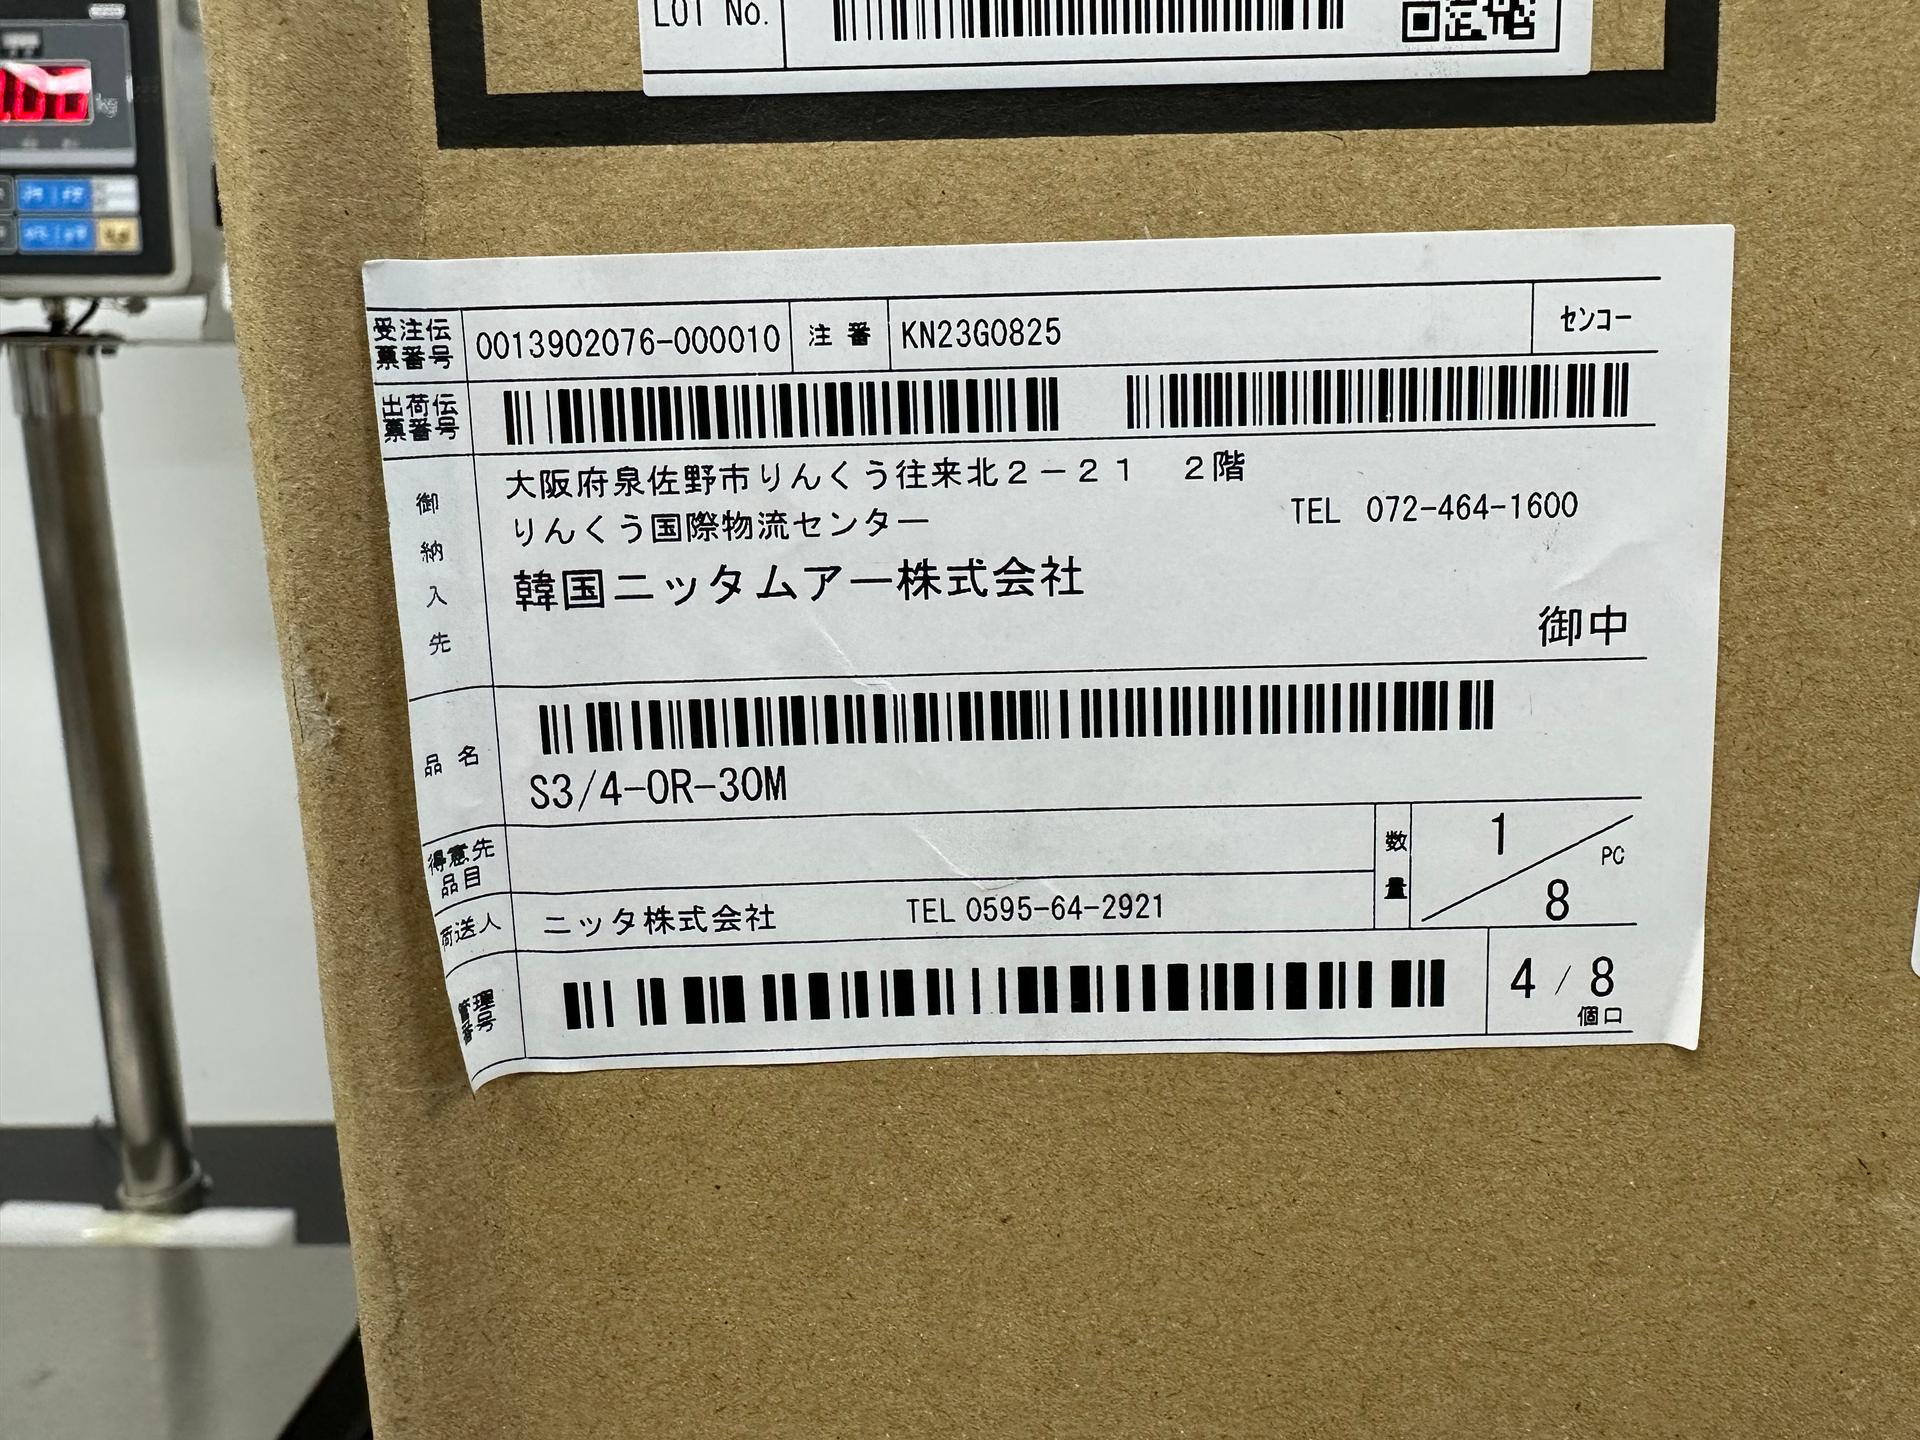 LOT No.
kg
受注伝票番号 0013902076-000010 注番 KN23G0825 センコー
出荷伝票番号
御納入先
大阪府泉佐野市りんくう往来北2-21 2階
りんくう国際物流センター
TEL 072-464-1600
韓国ニッタムアー株式会社
御中
品名
S3/4-OR-30M
得意先品目
数量 1/8 PC
荷送人 ニッタ株式会社 TEL 0595-64-2921
管理番号
4/8
個口